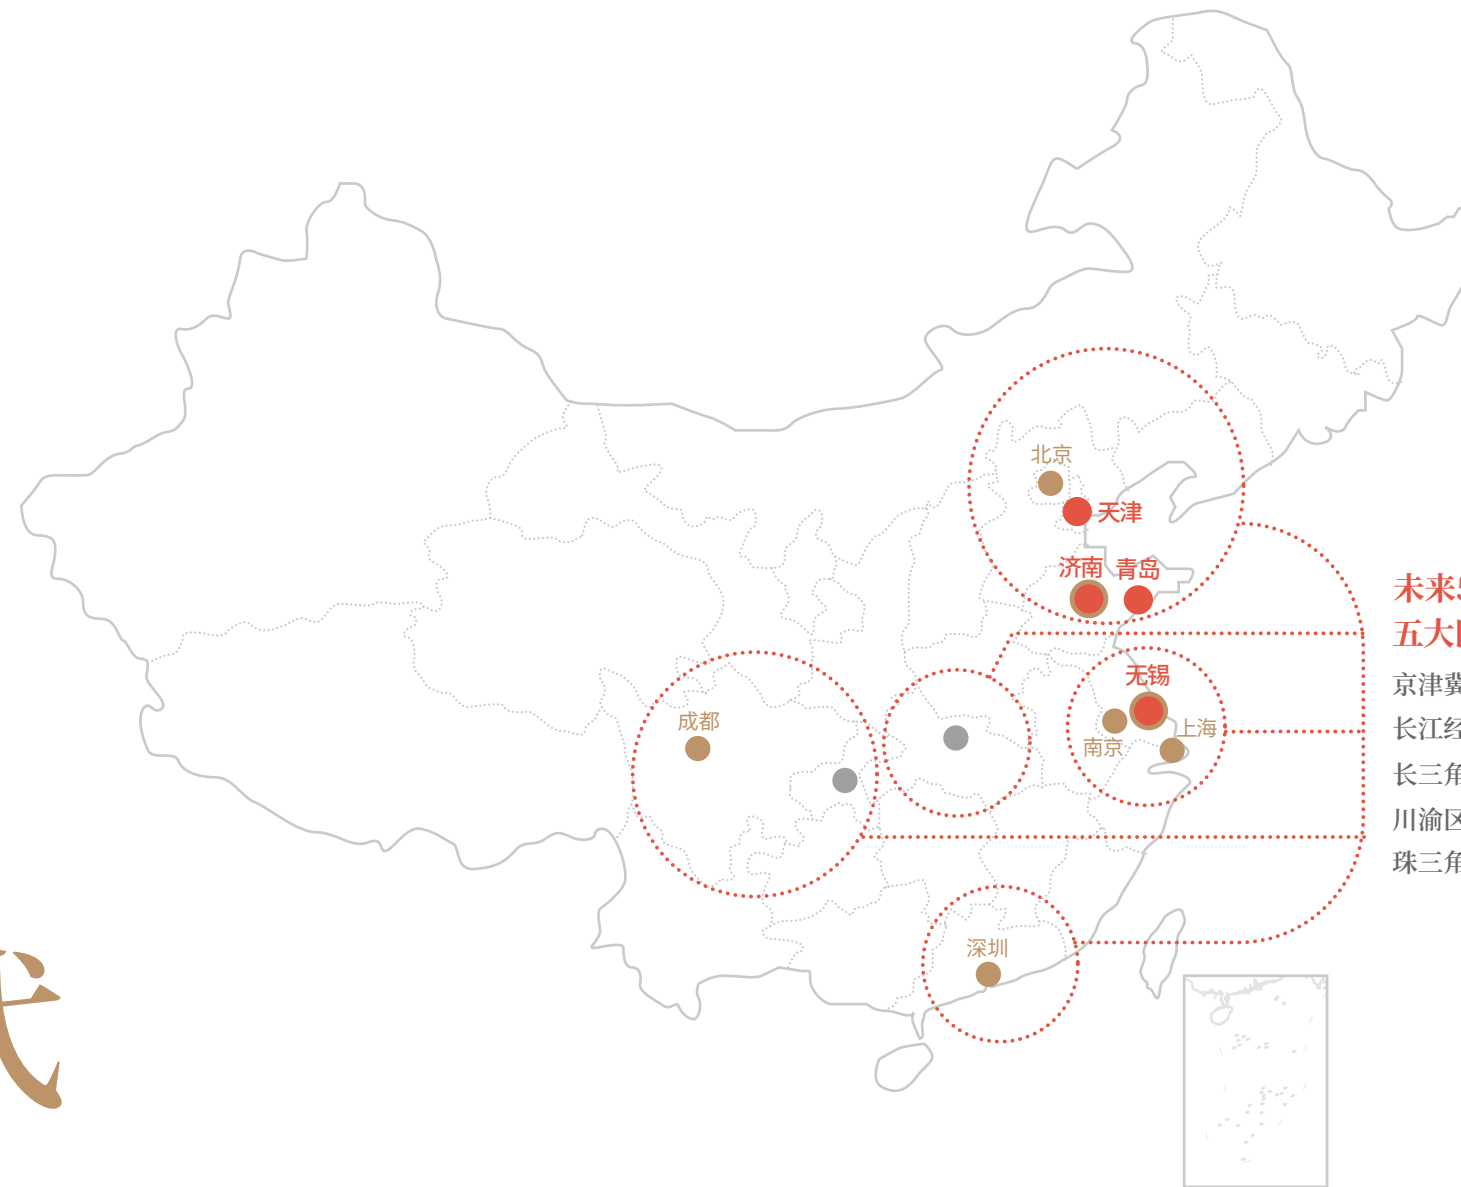 北京
天津
济南 青岛
无锡
成都
上海
南京
深圳
未来
五大
京津冀
长江经
长三角
川渝区
珠三角